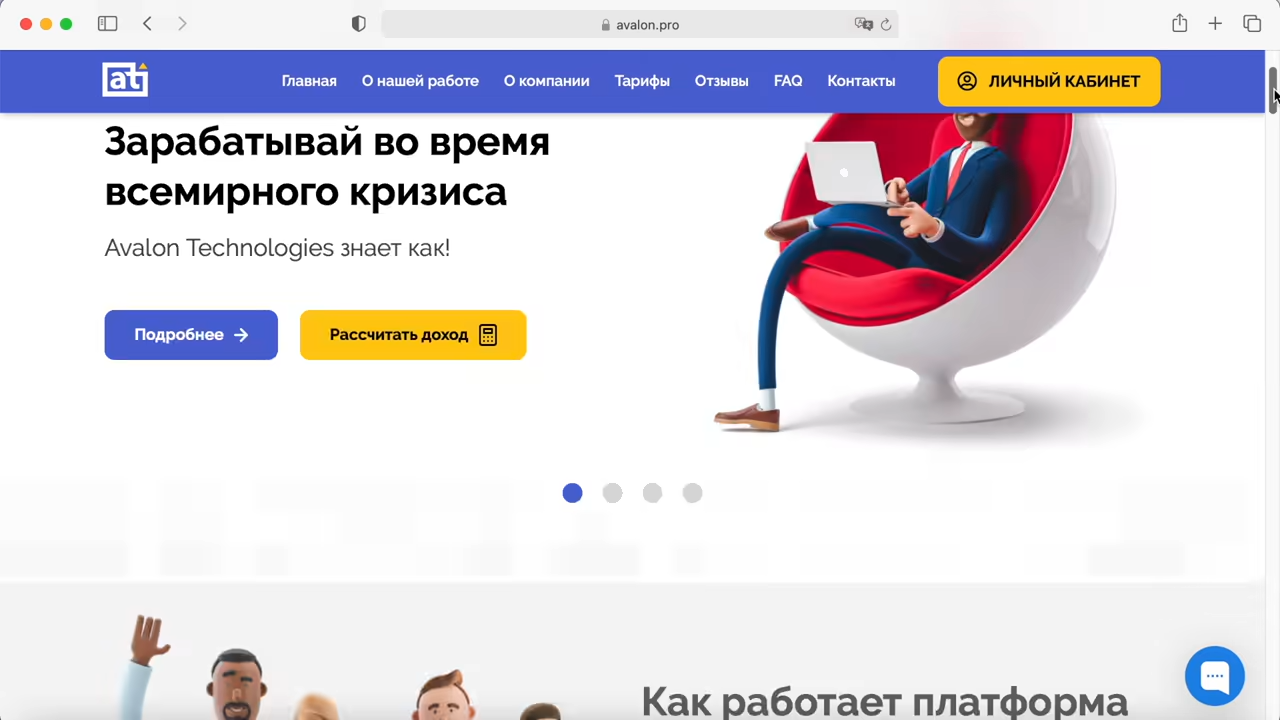 avalon.pro
at
Главная О нашей работе О компании Тарифы Отзывы FAQ Контакты ЛИЧНЫЙ КАБИНЕТ
Зарабатывай во время
всемирного кризиса
Avalon Technologies знает как!
Подробнее → Рассчитать доход
Как работает платформа